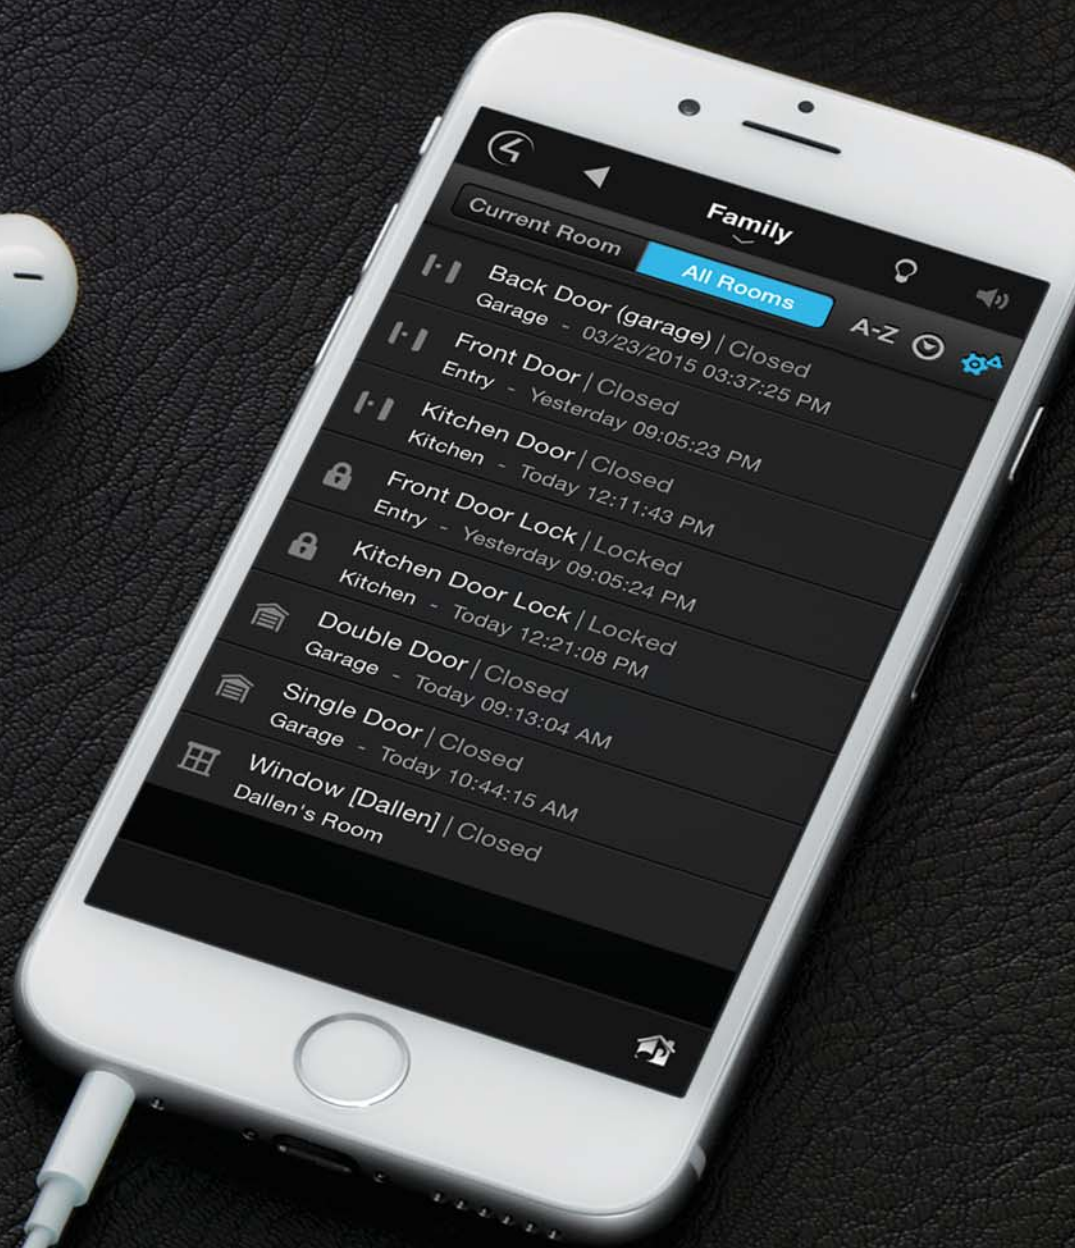 Family
Current Room
All Rooms
A-Z
Back Door (garage) | Closed
Garage - 03/23/2015 03:37:25 PM
Front Door | Closed
Entry - Yesterday 09:05:23 PM
Kitchen Door | Closed
Kitchen - Today 12:11:43 PM
Front Door Lock | Locked
Entry - Yesterday 09:05:24 PM
Kitchen Door Lock | Locked
Kitchen - Today 12:21:08 PM
Double Door | Closed
Garage - Today 09:13:04 AM
Single Door | Closed
Garage - Today 10:44:15 AM
Window [Dallen] | Closed
Dallen's Room